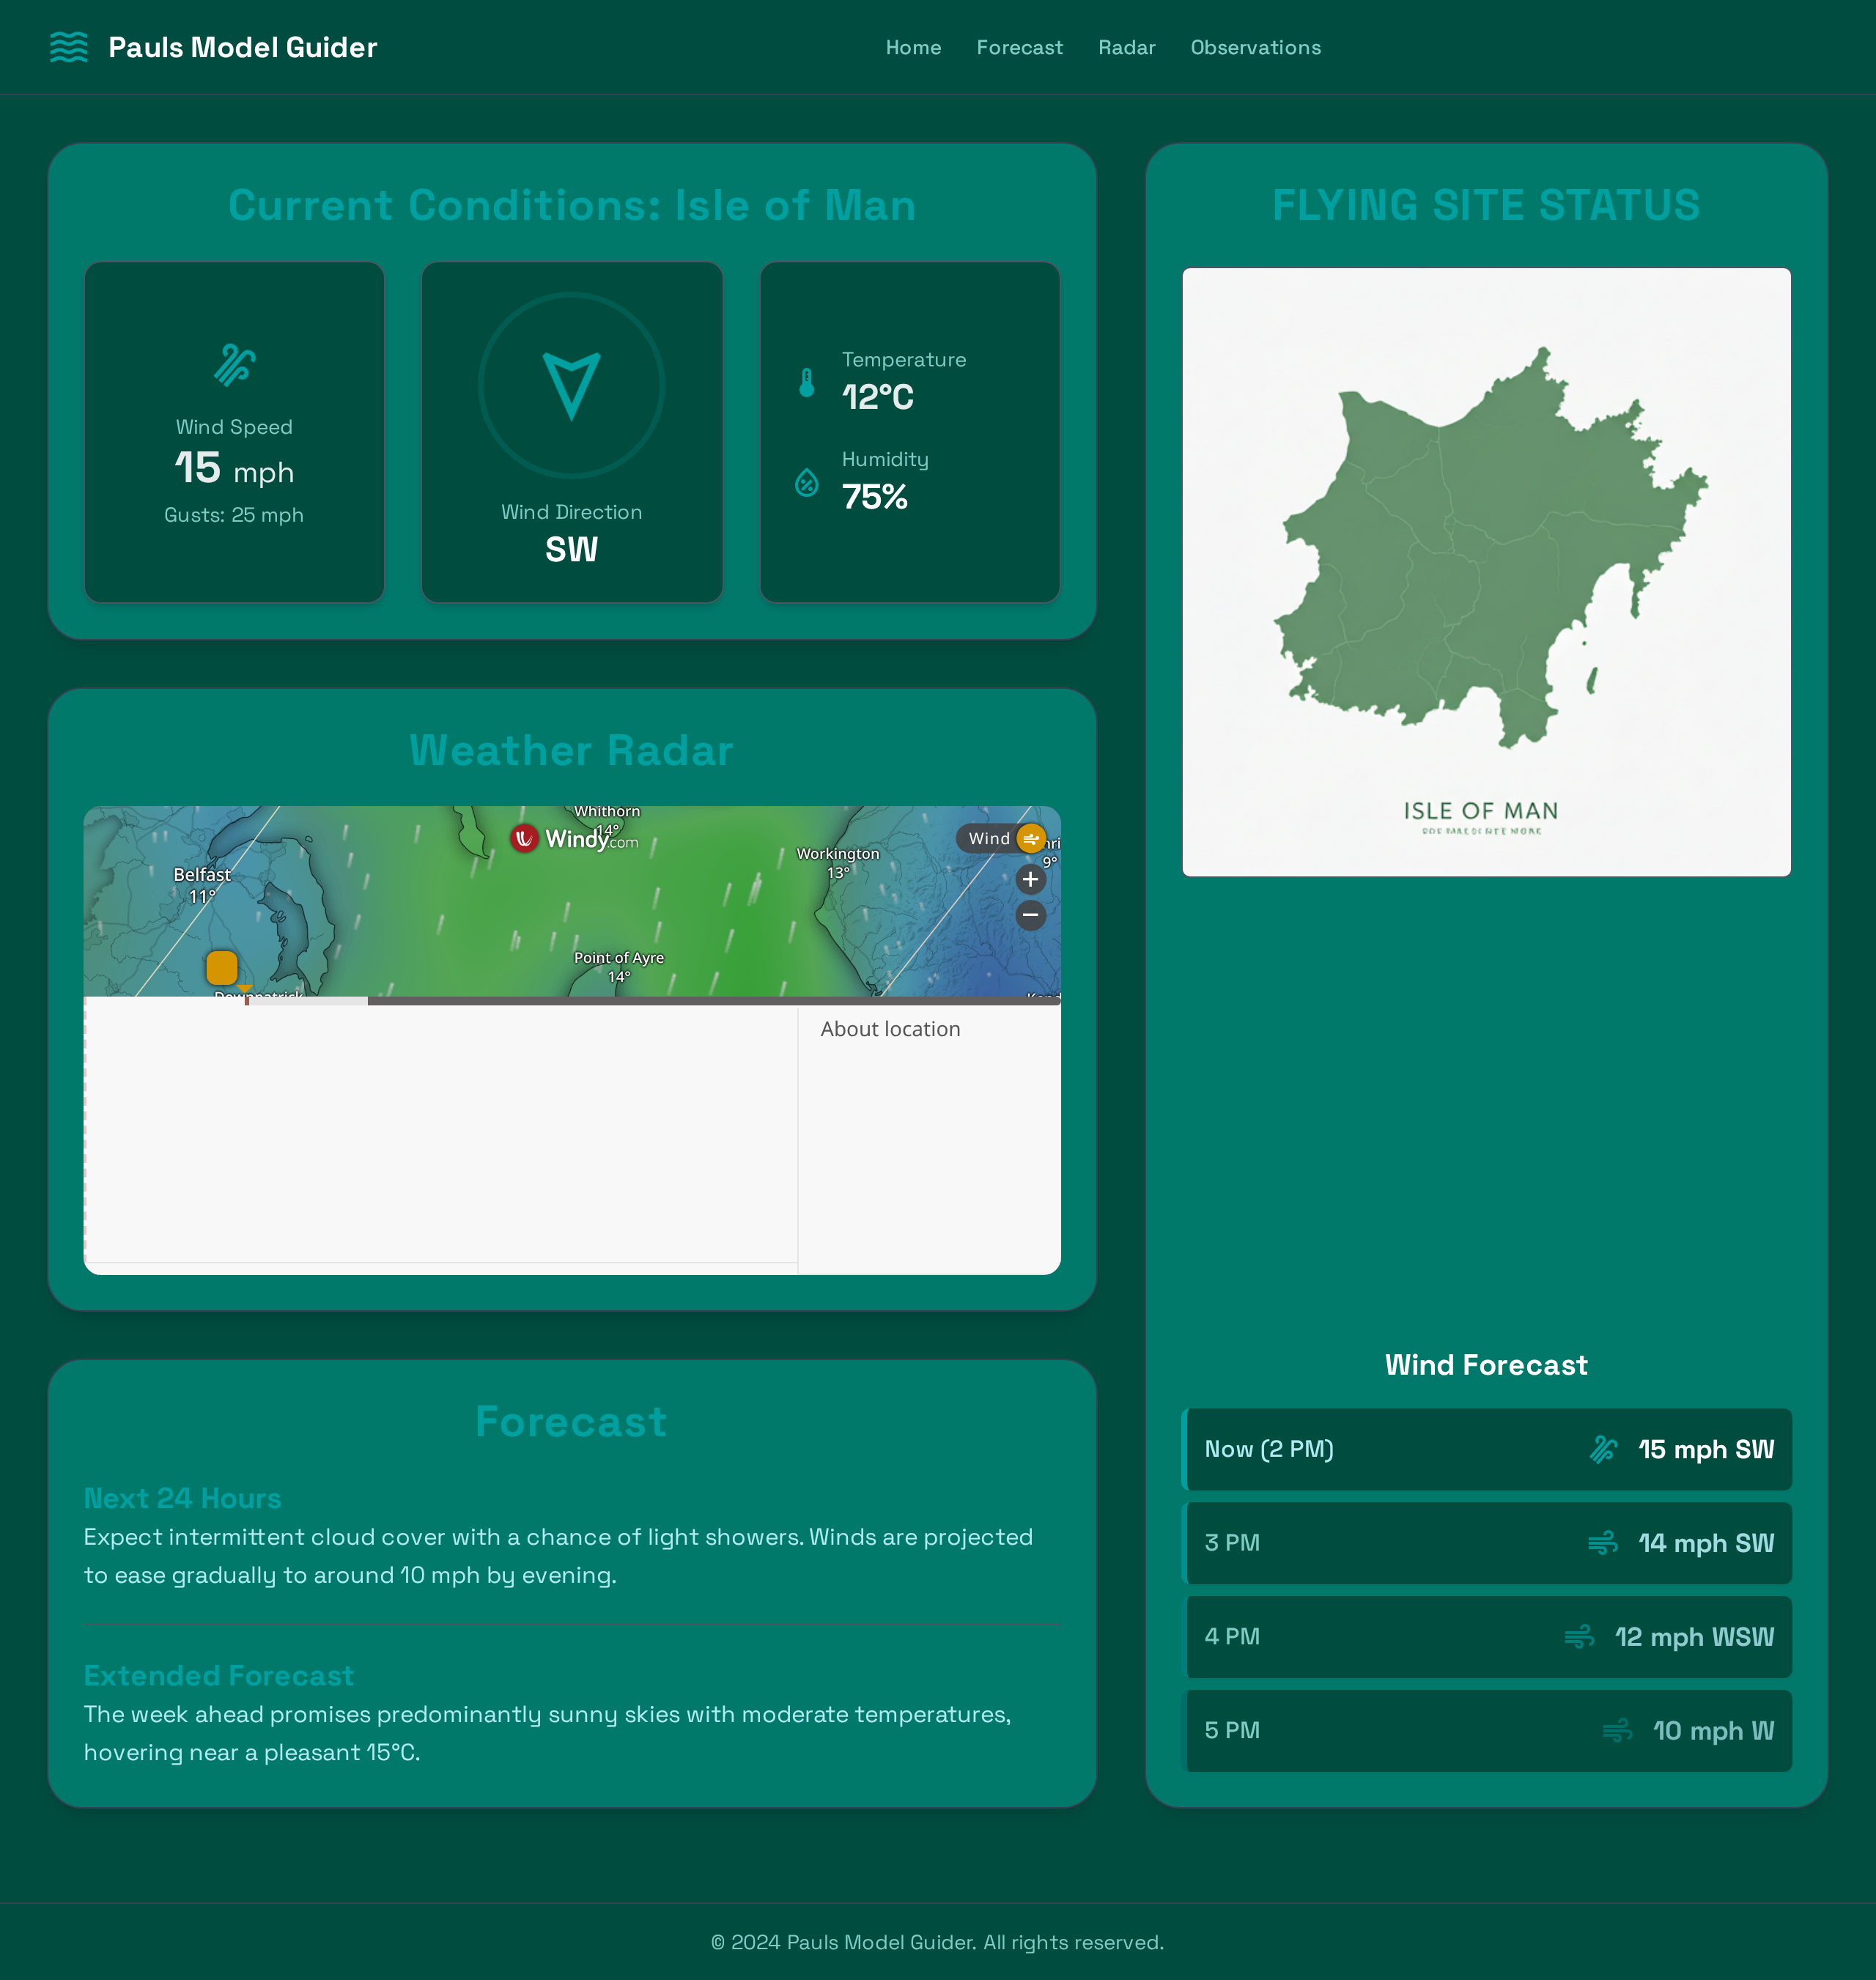 Pauls Model Guider
Home Forecast Radar Observations
Current Conditions: Isle of Man
Wind Speed
15 mph
Gusts: 25 mph
Wind Direction
SW
Temperature
12°C
Humidity
75%
Weather Radar
Whithorn
14°
Windy.com
Wind
Workington
13°
9°
Belfast
11°
Point of Ayre
14°
Downpatrick
About location
Forecast
Next 24 Hours
Expect intermittent cloud cover with a chance of light showers. Winds are projected
to ease gradually to around 10 mph by evening.
Extended Forecast
The week ahead promises predominantly sunny skies with moderate temperatures,
hovering near a pleasant 15°C.
FLYING SITE STATUS
ISLE OF MAN
Wind Forecast
Now (2 PM) 15 mph SW
3 PM 14 mph SW
4 PM 12 mph WSW
5 PM 10 mph W
© 2024 Pauls Model Guider. All rights reserved.